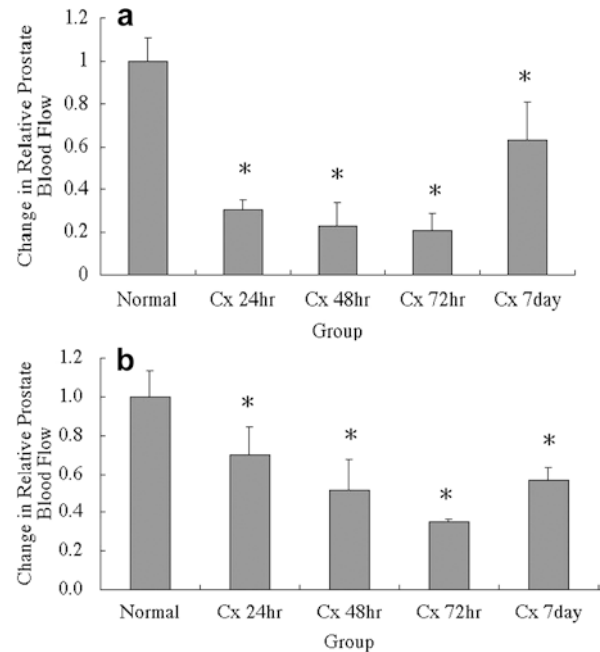 a
1.2
1
0.8
0.6
0.4
0.2
0
Change in Relative Prostate
Blood Flow
* * * *
Normal Cx 24hr Cx 48hr Cx 72hr Cx 7day
Group
b
1.2
1.0
0.8
0.6
0.4
0.2
0.0
Change in Relative Prostate
Blood Flow
* * * *
Normal Cx 24hr Cx 48hr Cx 72hr Cx 7day
Group